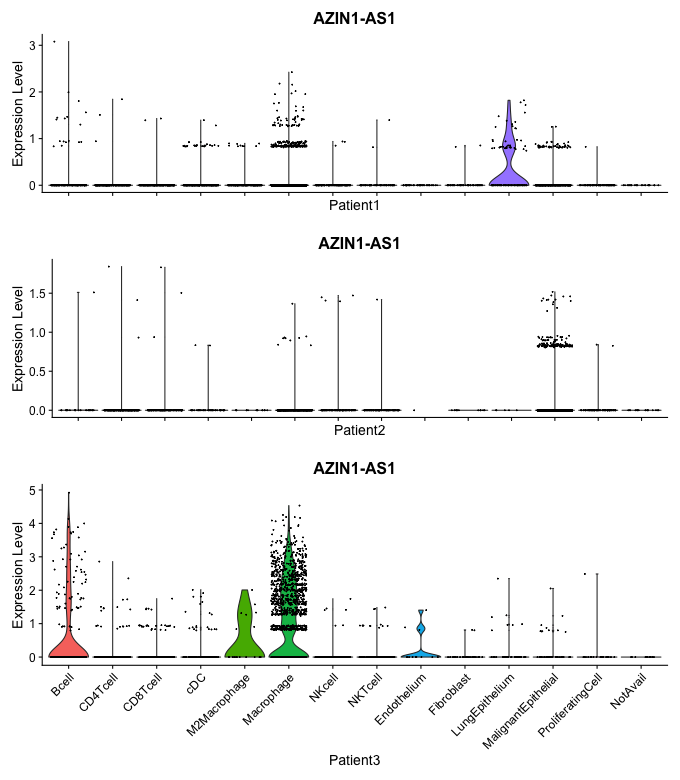 AZIN1-AS1
Expression Level
3
2
1
0
Patient1
AZIN1-AS1
Expression Level
1.5
1.0
0.5
0.0
Patient2
AZIN1-AS1
Expression Level
5
4
3
2
1
0
Bcell
CD4Tcell
CD8Tcell
cDC
M2Macrophage
Macrophage
NKcell
NKTcell
Endothelium
Fibroblast
LungEpithelium
MalignantEpithelial
ProliferatingCell
NotAvail
Patient3